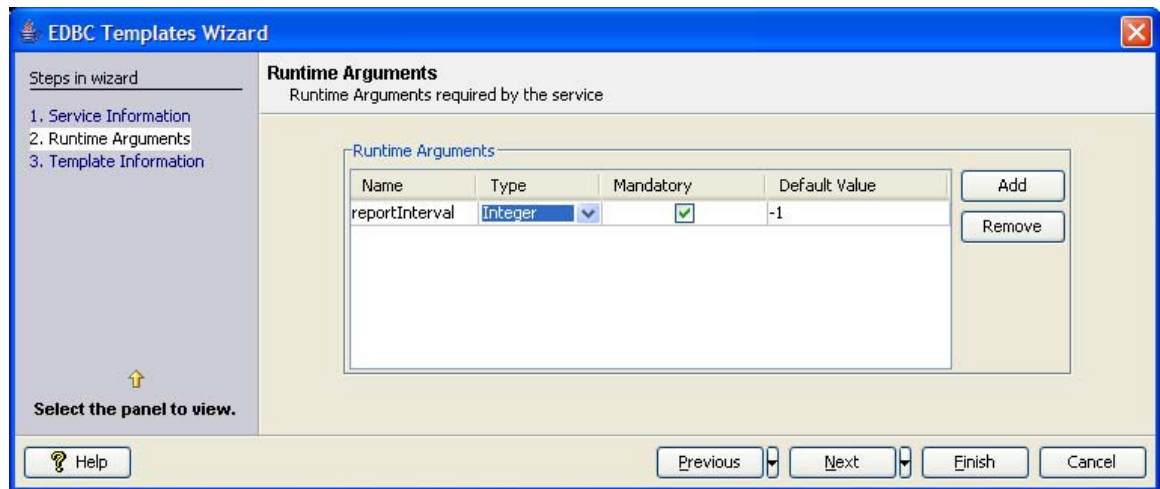 EDBC Templates Wizard
Steps in wizard
1. Service Information
2. Runtime Arguments
3. Template Information
Select the panel to view.
Runtime Arguments
Runtime Arguments required by the service
Runtime Arguments
Name Type Mandatory Default Value
reportInterval Integer -1
Add
Remove
? Help
Previous Next Finish Cancel